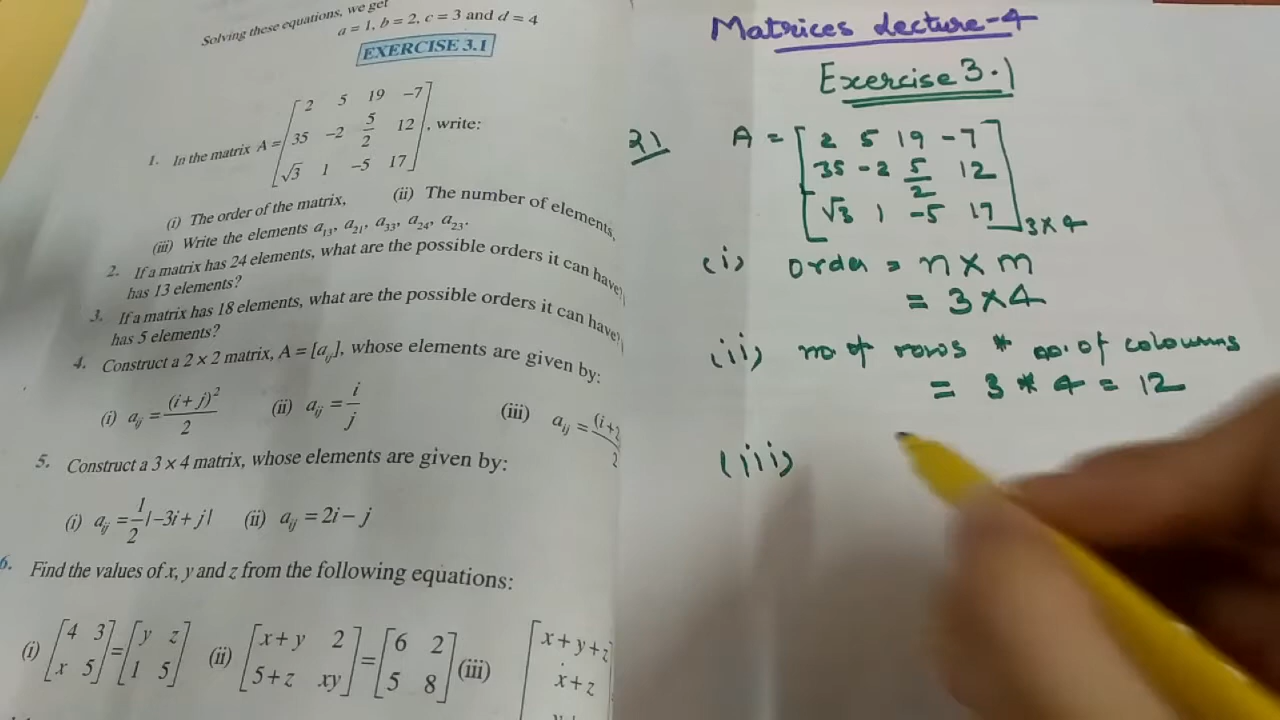 Solving these equations, we get
a = 1, b = 2, c = 3 and d = 4
EXERCISE 3.1
2 5 19 −7
1. In the matrix A = 35 −2 5/2 12 , write:
√3 1 −5 17
(i) The order of the matrix, (ii) The number of elements,
(iii) Write the elements a13, a21, a33, a24, a23.
2. If a matrix has 24 elements, what are the possible orders it can have?
has 13 elements?
3. If a matrix has 18 elements, what are the possible orders it can have?
has 5 elements?
4. Construct a 2 × 2 matrix, A = [aij], whose elements are given by:
(i) aij = (i + j)²/2 (ii) aij = i/j (iii) aij = (i+2
2
5. Construct a 3 × 4 matrix, whose elements are given by:
(i) aij = 1/2 |−3i + j| (ii) aij = 2i − j
6. Find the values of x, y and z from the following equations:
(i) [4 3 x 5] = [y z 1 5] (ii) [x+y 2 5+z xy] = [6 2 5 8] (iii) [x+y+z
x+z
Matrices lecture-4
Exercise 3.1
A = [2 5 19 -7
35 -2 5/2 12
√3 1 -5 17] 3×4
(i) order = n × m
= 3 × 4
(ii) no. of rows * no. of coloumns
= 3 * 4 = 12
(iii)